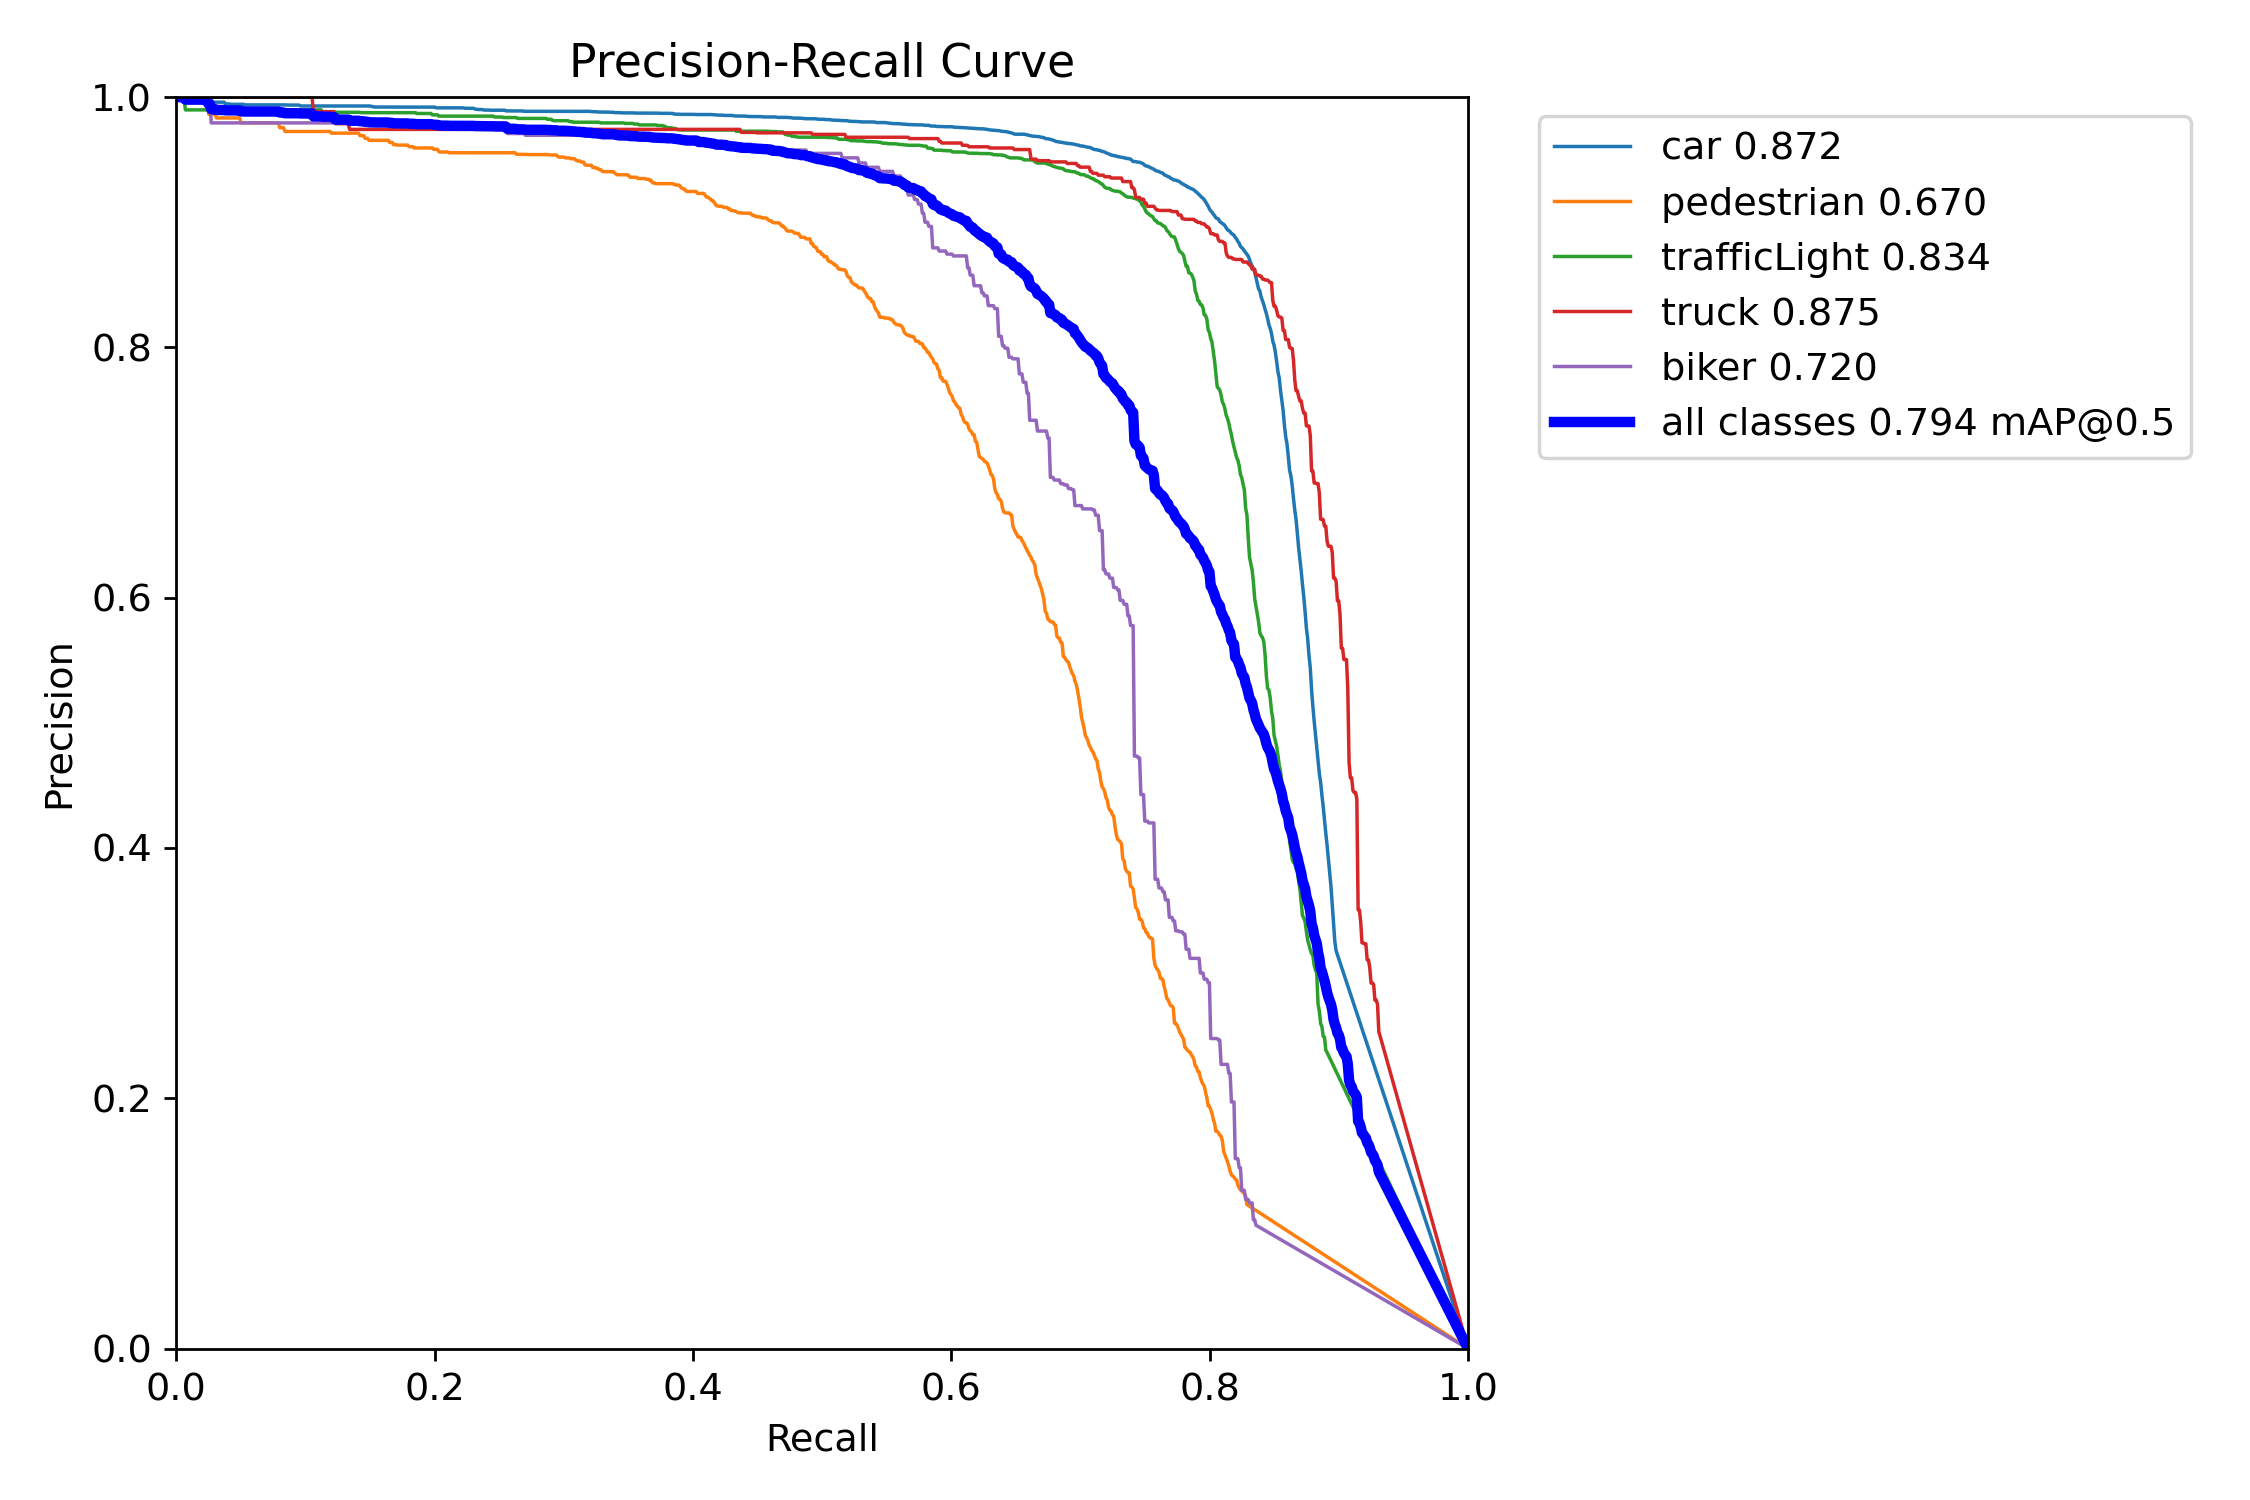 Precision-Recall Curve
1.0
0.8
0.6
0.4
0.2
0.0
Precision
0.0 0.2 0.4 0.6 0.8 1.0
Recall
car 0.872
pedestrian 0.670
trafficLight 0.834
truck 0.875
biker 0.720
all classes 0.794 mAP@0.5